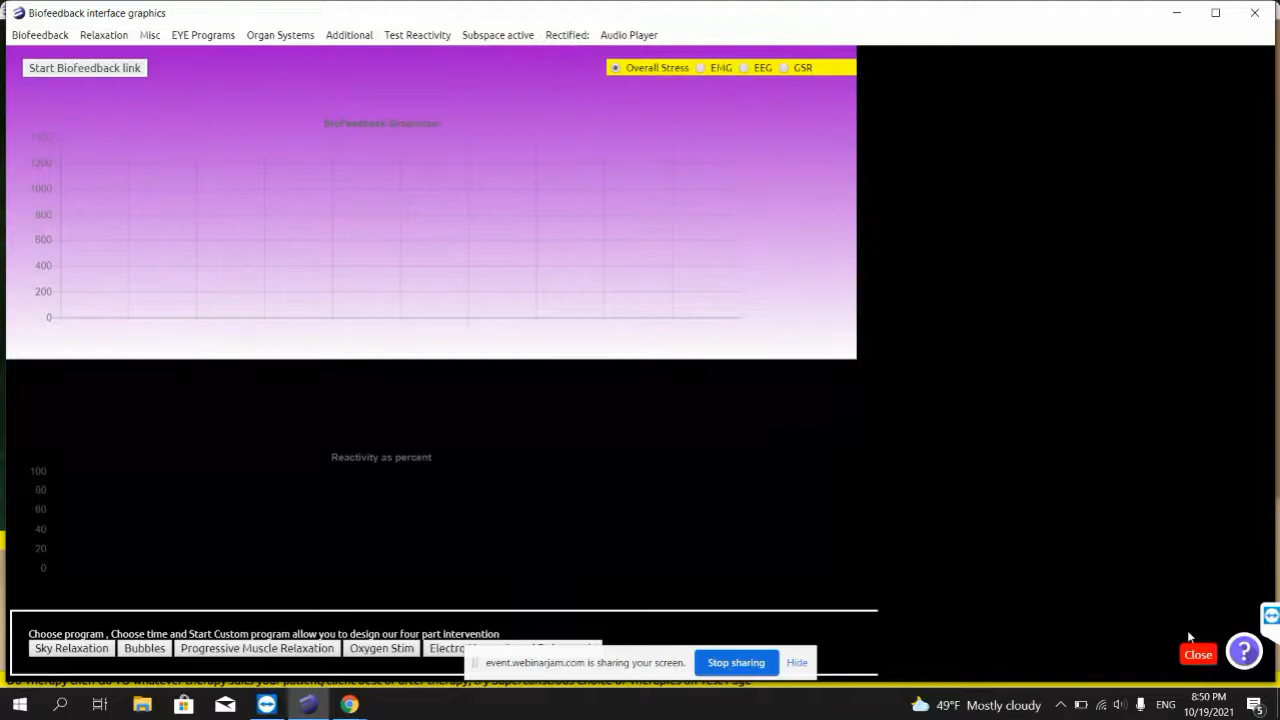 Biofeedback interface graphics
Biofeedback Relaxation Misc EYE Programs Organ Systems Additional Test Reactivity Subspace active Rectified: Audio Player
Start Biofeedback link
Overall Stress EMG EEG GSR
1400
1200
1000
800
600
400
200
0
Reactivity as percent
100
80
60
40
20
0
Choose program , Choose time and Start Custom program allow you to design our four part intervention
Sky Relaxation Bubbles Progressive Muscle Relaxation Oxygen Stim
event.webinarjam.com is sharing your screen. Stop sharing Hide
Close
?
49°F Mostly cloudy
ENG
8:50 PM
10/19/2021
5